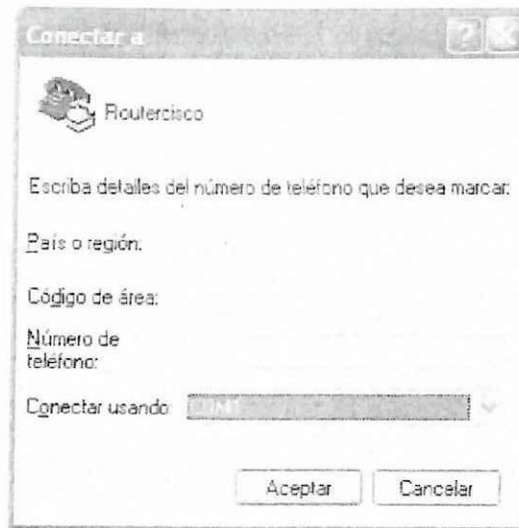 Conectar a
Routercisco
Escriba detalles del número de teléfono que desea marcar:
País o región:
Código de área:
Número de
teléfono:
Conectar usando: COM1
Aceptar Cancelar